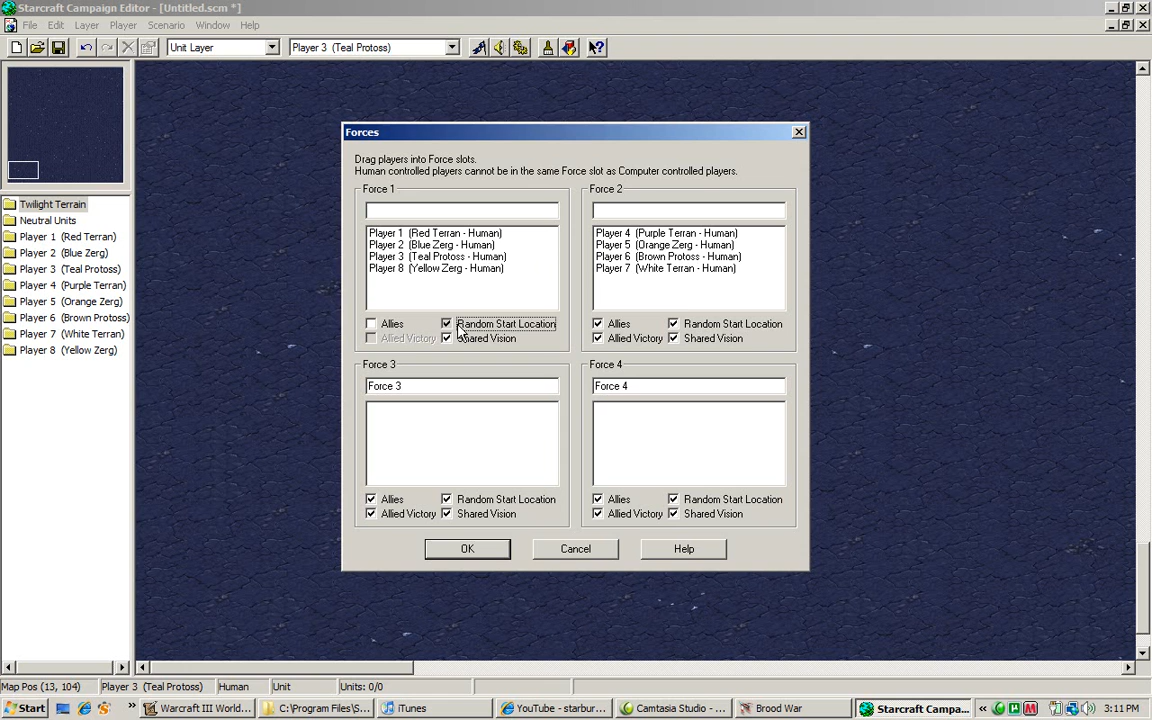 Starcraft Campaign Editor - [Untitled.scm *]
File Edit Layer Player Scenario Window Help
Unit Layer Player 3 (Teal Protoss)
Twilight Terrain
Neutral Units
Player 1 (Red Terran)
Player 2 (Blue Zerg)
Player 3 (Teal Protoss)
Player 4 (Purple Terran)
Player 5 (Orange Zerg)
Player 6 (Brown Protoss)
Player 7 (White Terran)
Player 8 (Yellow Zerg)
Forces
Drag players into Force slots.
Human controlled players cannot be in the same Force slot as Computer controlled players.
Force 1
Player 1 (Red Terran - Human)
Player 2 (Blue Zerg - Human)
Player 3 (Teal Protoss - Human)
Player 8 (Yellow Zerg - Human)
Allies Random Start Location
Allied Victory Shared Vision
Force 2
Player 4 (Purple Terran - Human)
Player 5 (Orange Zerg - Human)
Player 6 (Brown Protoss - Human)
Player 7 (White Terran - Human)
Allies Random Start Location
Allied Victory Shared Vision
Force 3
Force 3
Allies Random Start Location
Allied Victory Shared Vision
Force 4
Force 4
Allies Random Start Location
Allied Victory Shared Vision
OK Cancel Help
Map Pos (13, 104) Player 3 (Teal Protoss) Human Unit Units: 0/0
Start » Warcraft III World... C:\Program Files\S... iTunes YouTube - starbur... Camtasia Studio - ... Brood War Starcraft Campa... « 3:11 PM